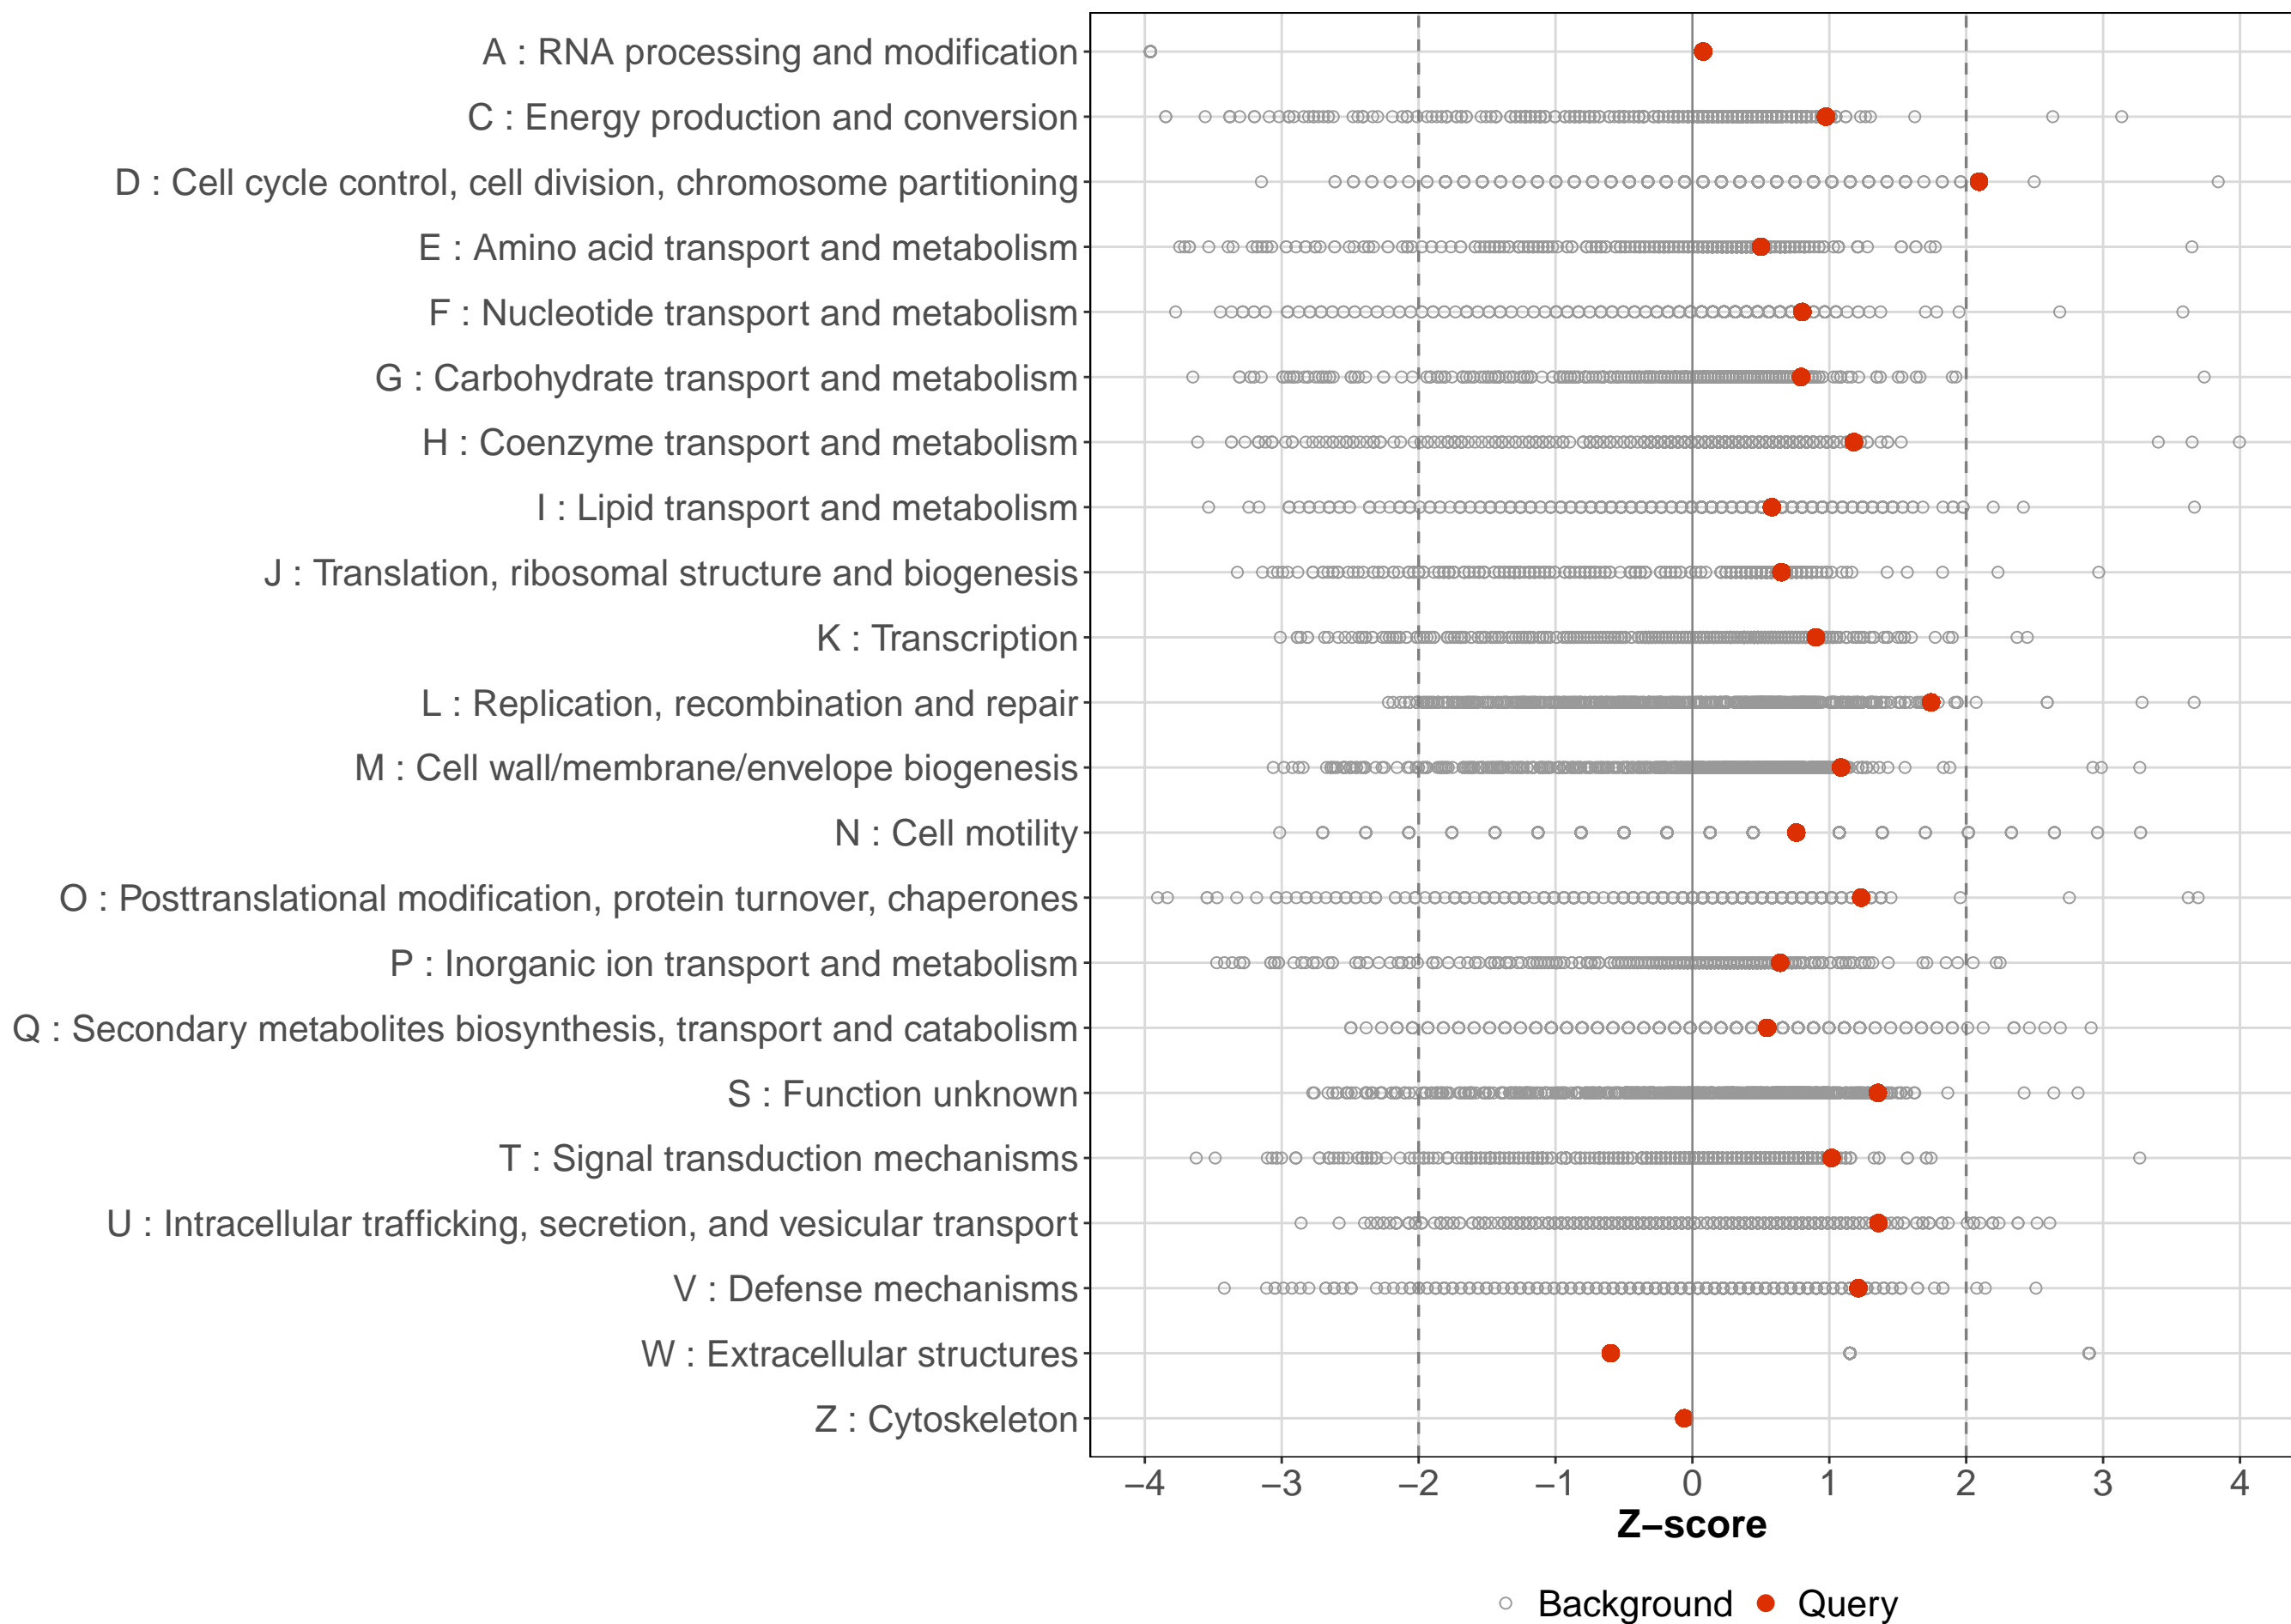 A : RNA processing and modification
C : Energy production and conversion
D : Cell cycle control, cell division, chromosome partitioning
E : Amino acid transport and metabolism
F : Nucleotide transport and metabolism
G : Carbohydrate transport and metabolism
H : Coenzyme transport and metabolism
I : Lipid transport and metabolism
J : Translation, ribosomal structure and biogenesis
K : Transcription
L : Replication, recombination and repair
M : Cell wall/membrane/envelope biogenesis
N : Cell motility
O : Posttranslational modification, protein turnover, chaperones
P : Inorganic ion transport and metabolism
Q : Secondary metabolites biosynthesis, transport and catabolism
S : Function unknown
T : Signal transduction mechanisms
U : Intracellular trafficking, secretion, and vesicular transport
V : Defense mechanisms
W : Extracellular structures
Z : Cytoskeleton
−4 −3 −2 −1 0 1 2 3 4
Z−score
Background Query